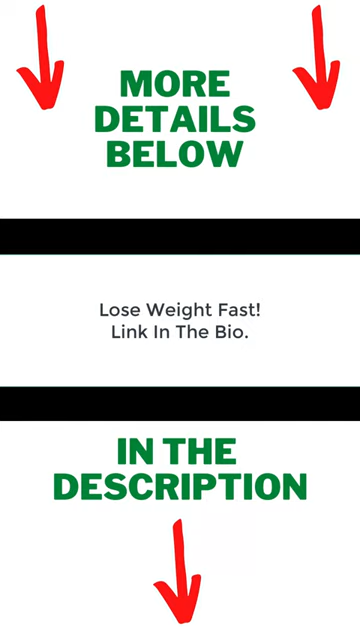 MORE
DETAILS
BELOW
Lose Weight Fast!
Link In The Bio.
IN THE
DESCRIPTION